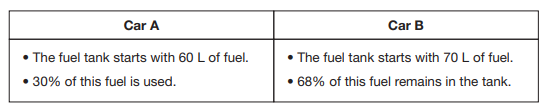 Car A
Car B
• The fuel tank starts with 60 L of fuel.
• 30% of this fuel is used.
• The fuel tank starts with 70 L of fuel.
• 68% of this fuel remains in the tank.